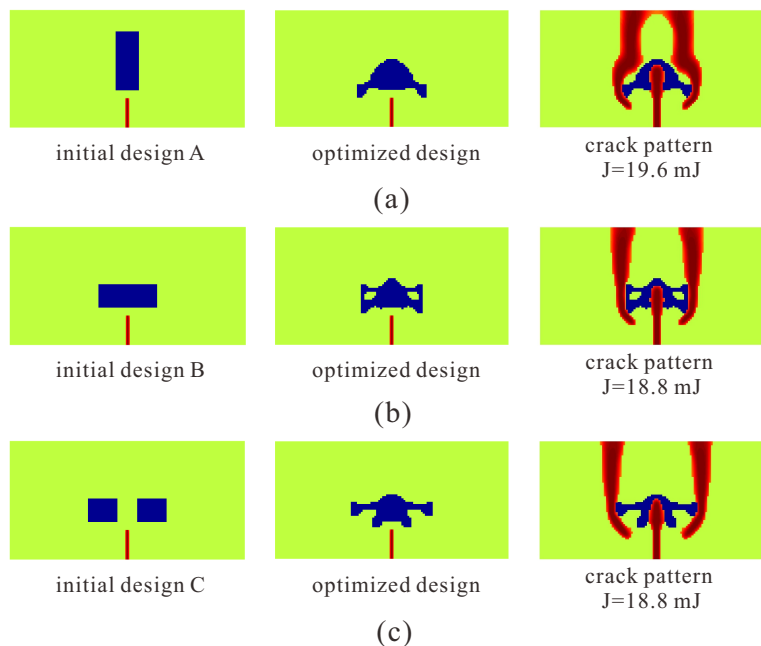 initial design A
optimized design
crack pattern
J=19.6 mJ
(a)
initial design B
optimized design
crack pattern
J=18.8 mJ
(b)
initial design C
optimized design
crack pattern
J=18.8 mJ
(c)